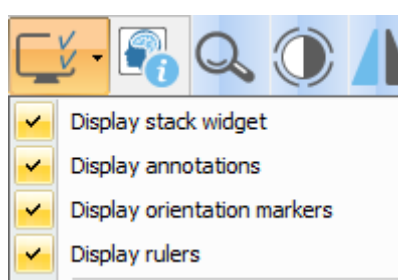 Display stack widget
Display annotations
Display orientation markers
Display rulers